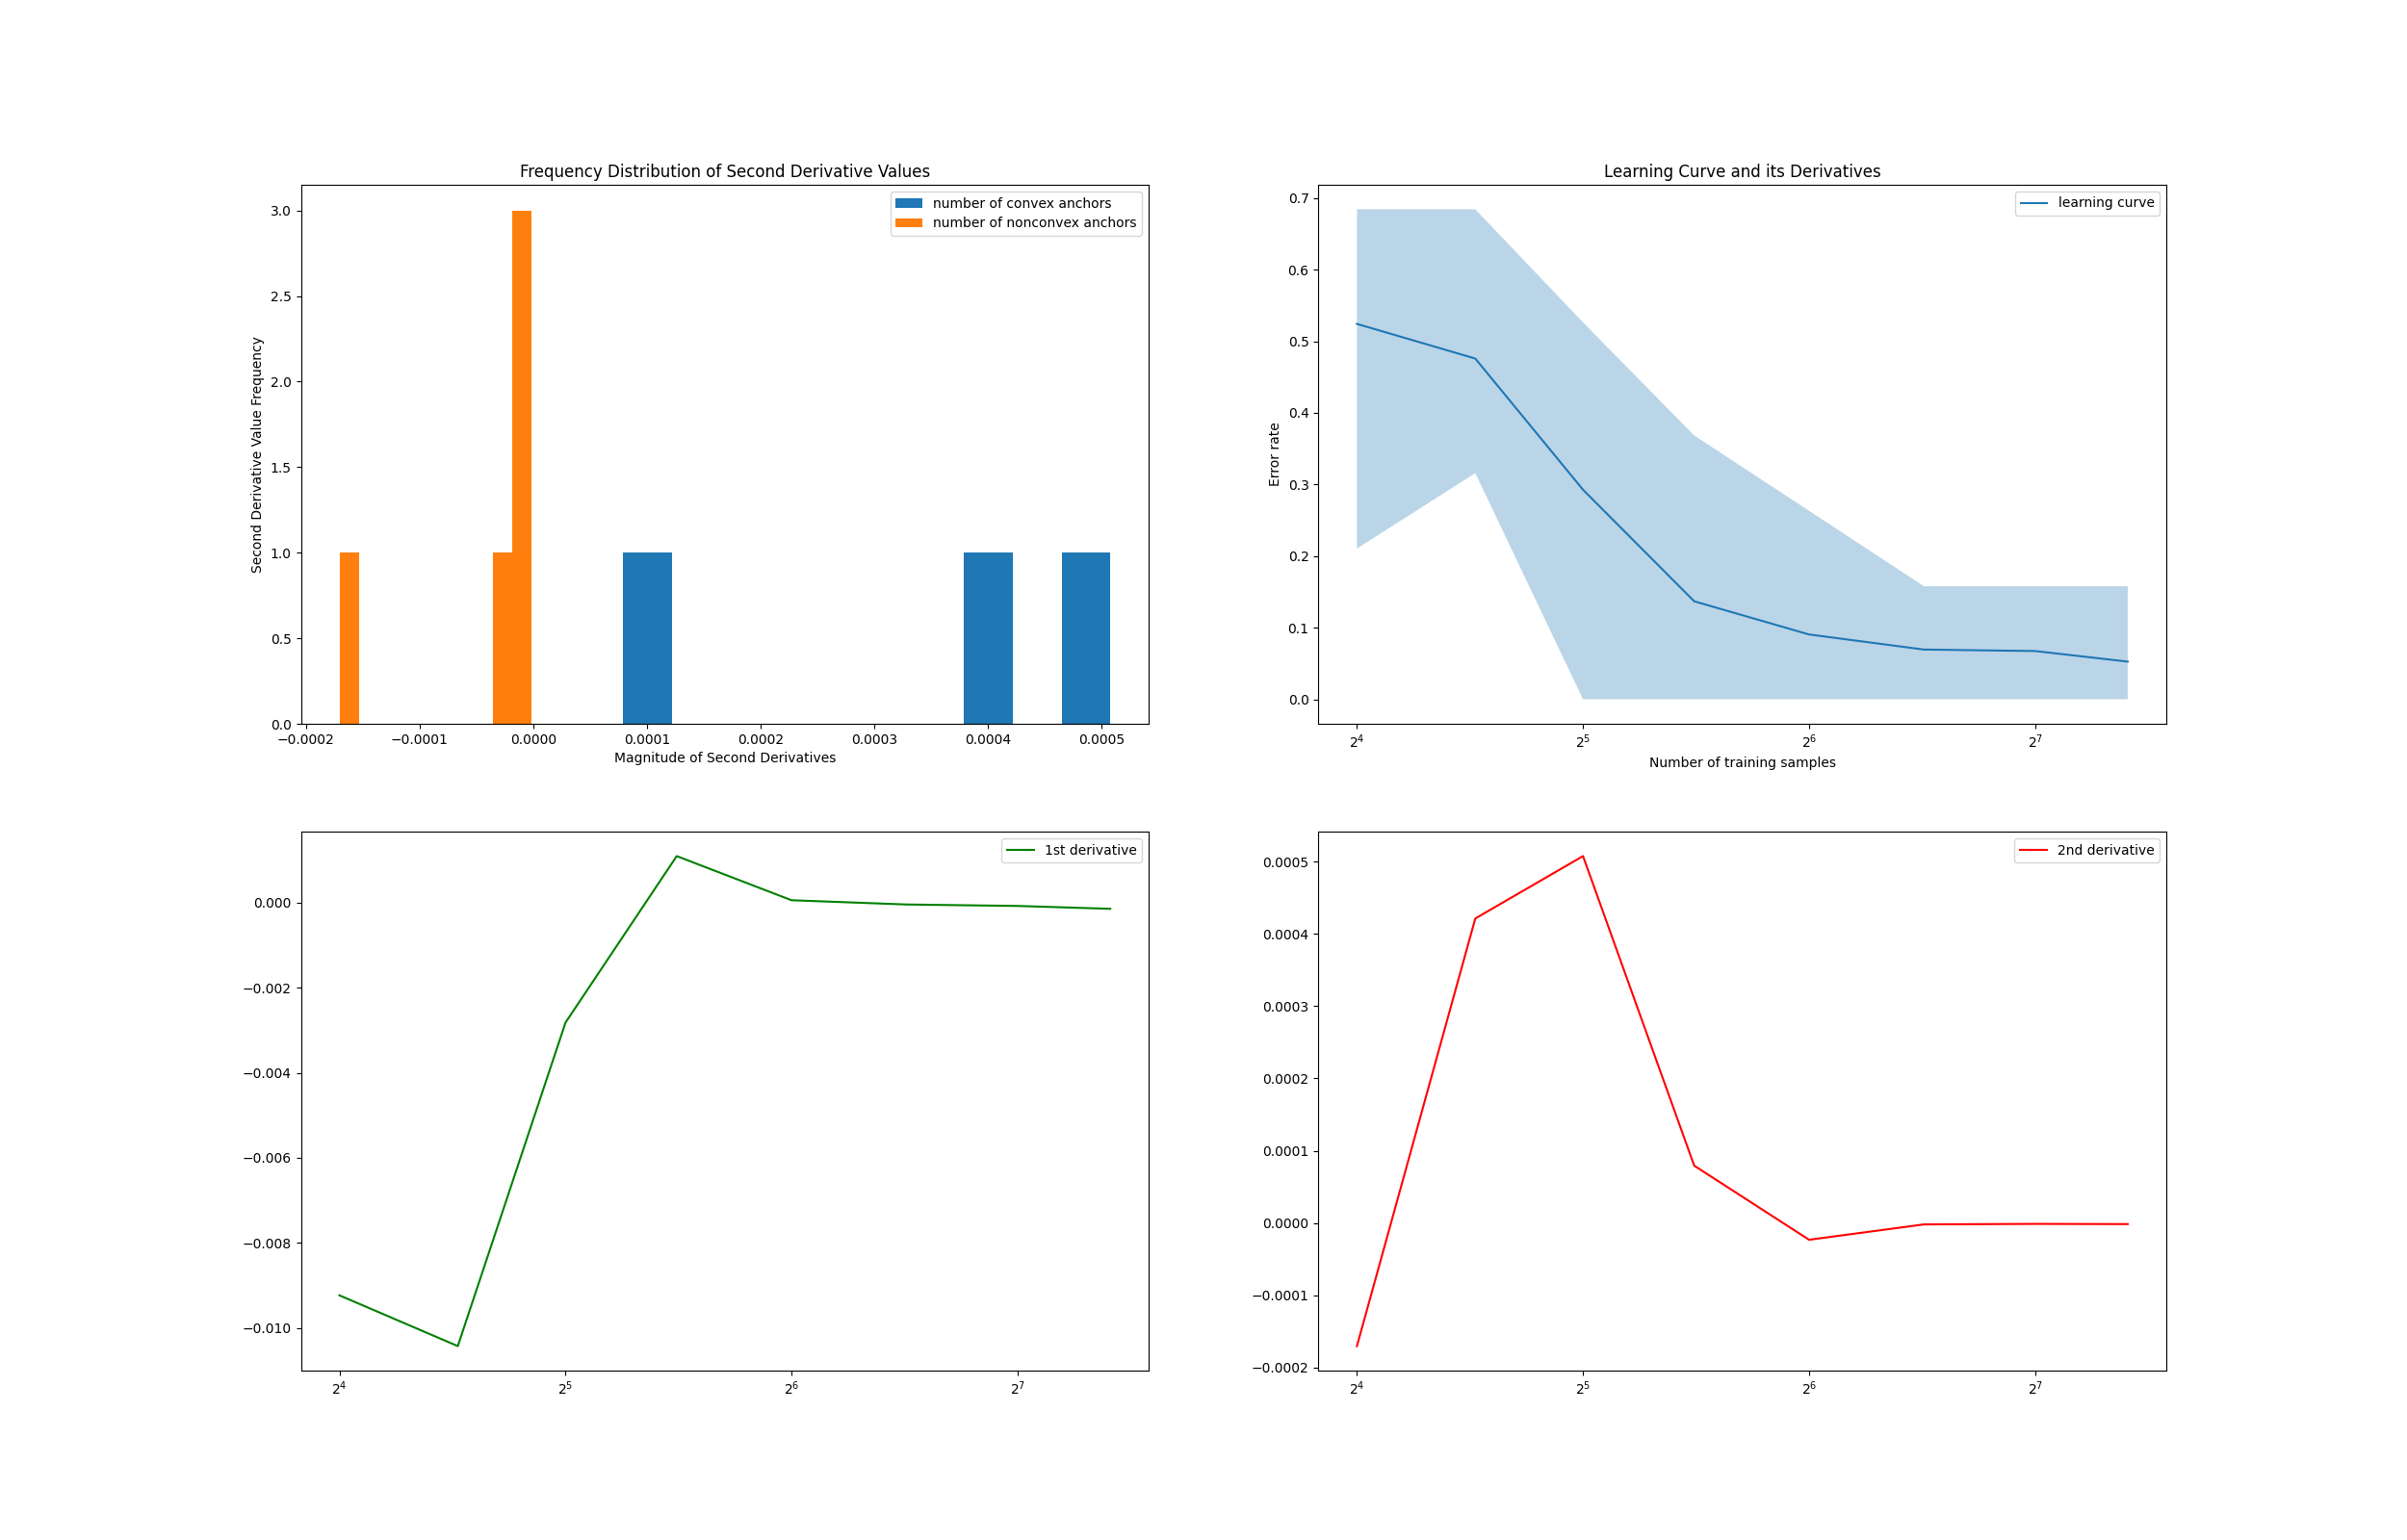 Frequency Distribution of Second Derivative Values
number of convex anchors
number of nonconvex anchors
Second Derivative Value Frequency
3.0
2.5
2.0
1.5
1.0
0.5
0.0
−0.0002 −0.0001 0.0000 0.0001 0.0002 0.0003 0.0004 0.0005
Magnitude of Second Derivatives
Learning Curve and its Derivatives
learning curve
Error rate
0.7
0.6
0.5
0.4
0.3
0.2
0.1
0.0
2⁴ 2⁵ 2⁶ 2⁷
Number of training samples
1st derivative
0.000
−0.002
−0.004
−0.006
−0.008
−0.010
2⁴ 2⁵ 2⁶ 2⁷
2nd derivative
0.0005
0.0004
0.0003
0.0002
0.0001
0.0000
−0.0001
−0.0002
2⁴ 2⁵ 2⁶ 2⁷